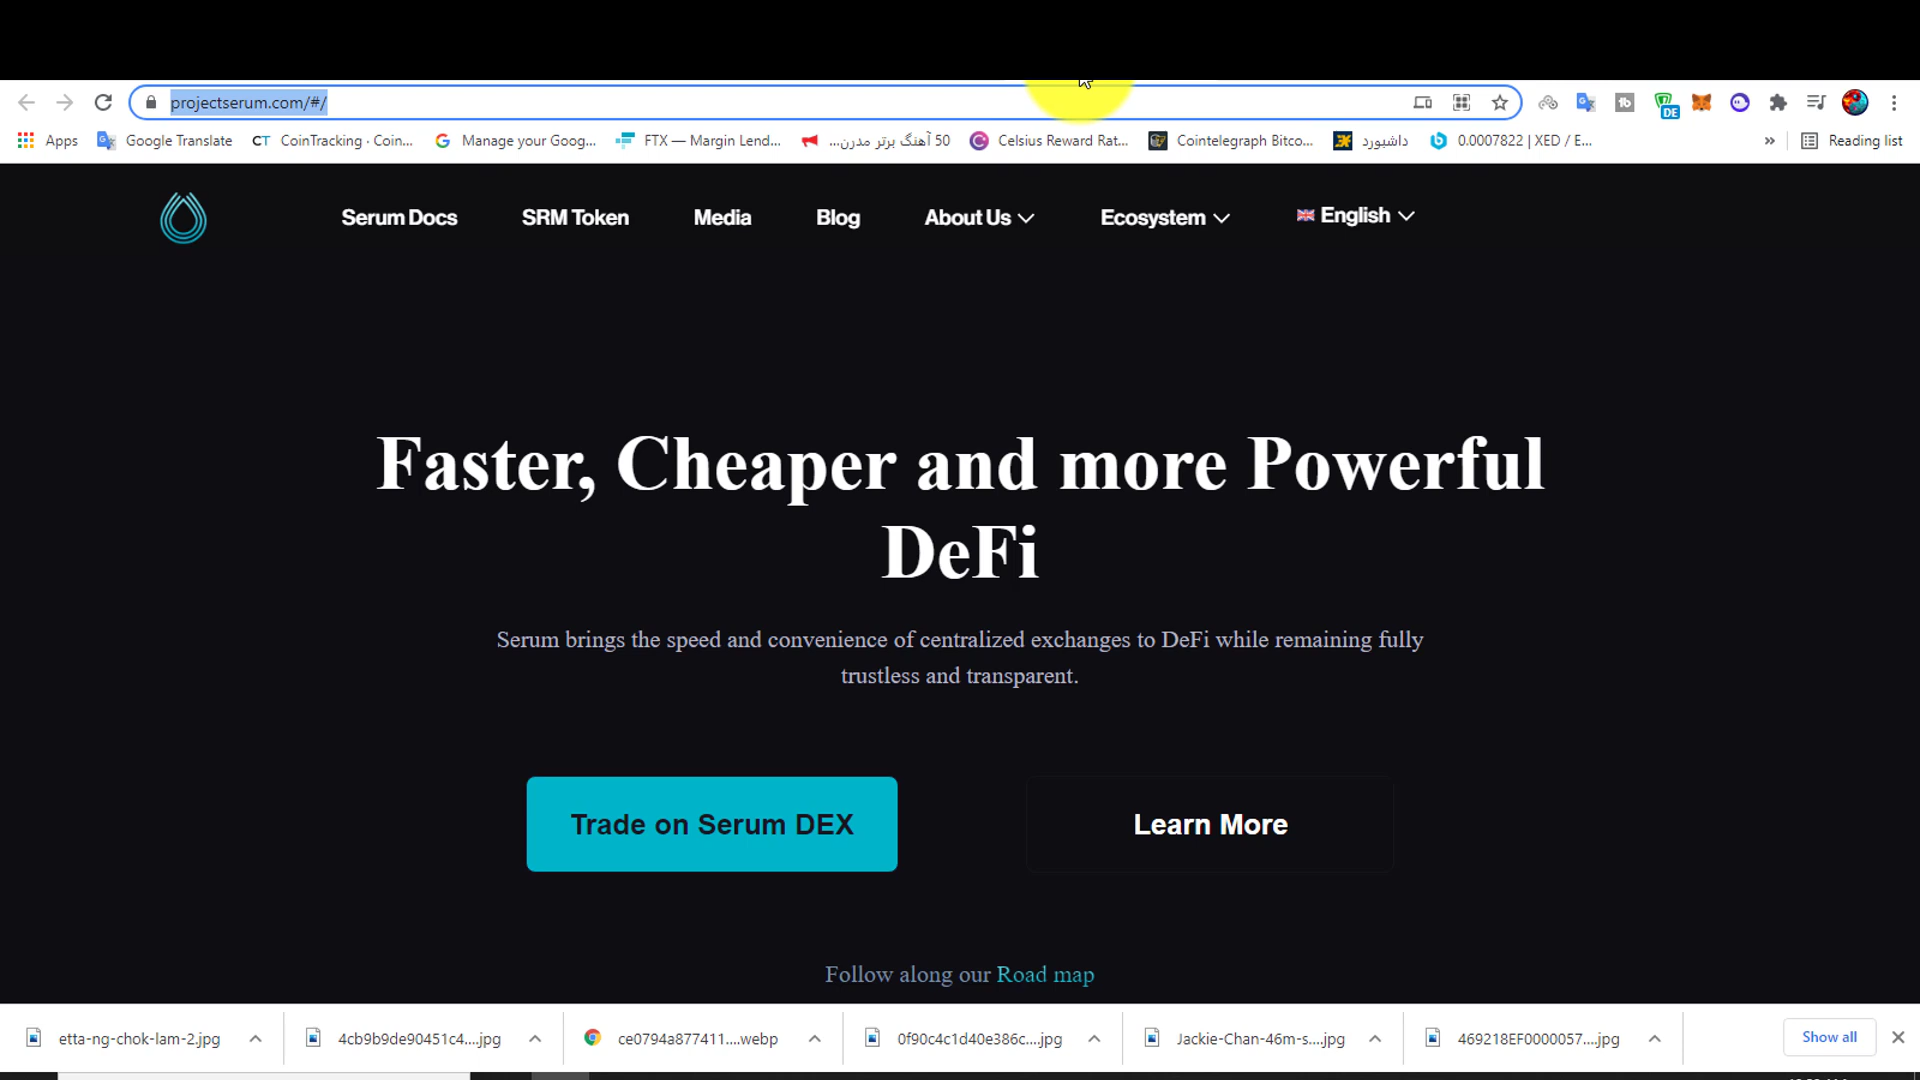 projectserum.com/#/
DE
Apps
Google Translate
CT CoinTracking · Coin...
G Manage your Goog...
FTX — Margin Lend...
50 آهنگ برتر مدرن...
Celsius Reward Rat...
Cointelegraph Bitco...
داشبورد
0.0007822 | XED / E...
»
Reading list
Serum Docs
SRM Token
Media
Blog
About Us
Ecosystem
English
Faster, Cheaper and more Powerful
DeFi
Serum brings the speed and convenience of centralized exchanges to DeFi while remaining fully
trustless and transparent.
Trade on Serum DEX
Learn More
Follow along our Road map
etta-ng-chok-lam-2.jpg
4cb9b9de90451c4....jpg
ce0794a877411....webp
0f90c4c1d40e386c....jpg
Jackie-Chan-46m-s....jpg
469218EF0000057....jpg
Show all